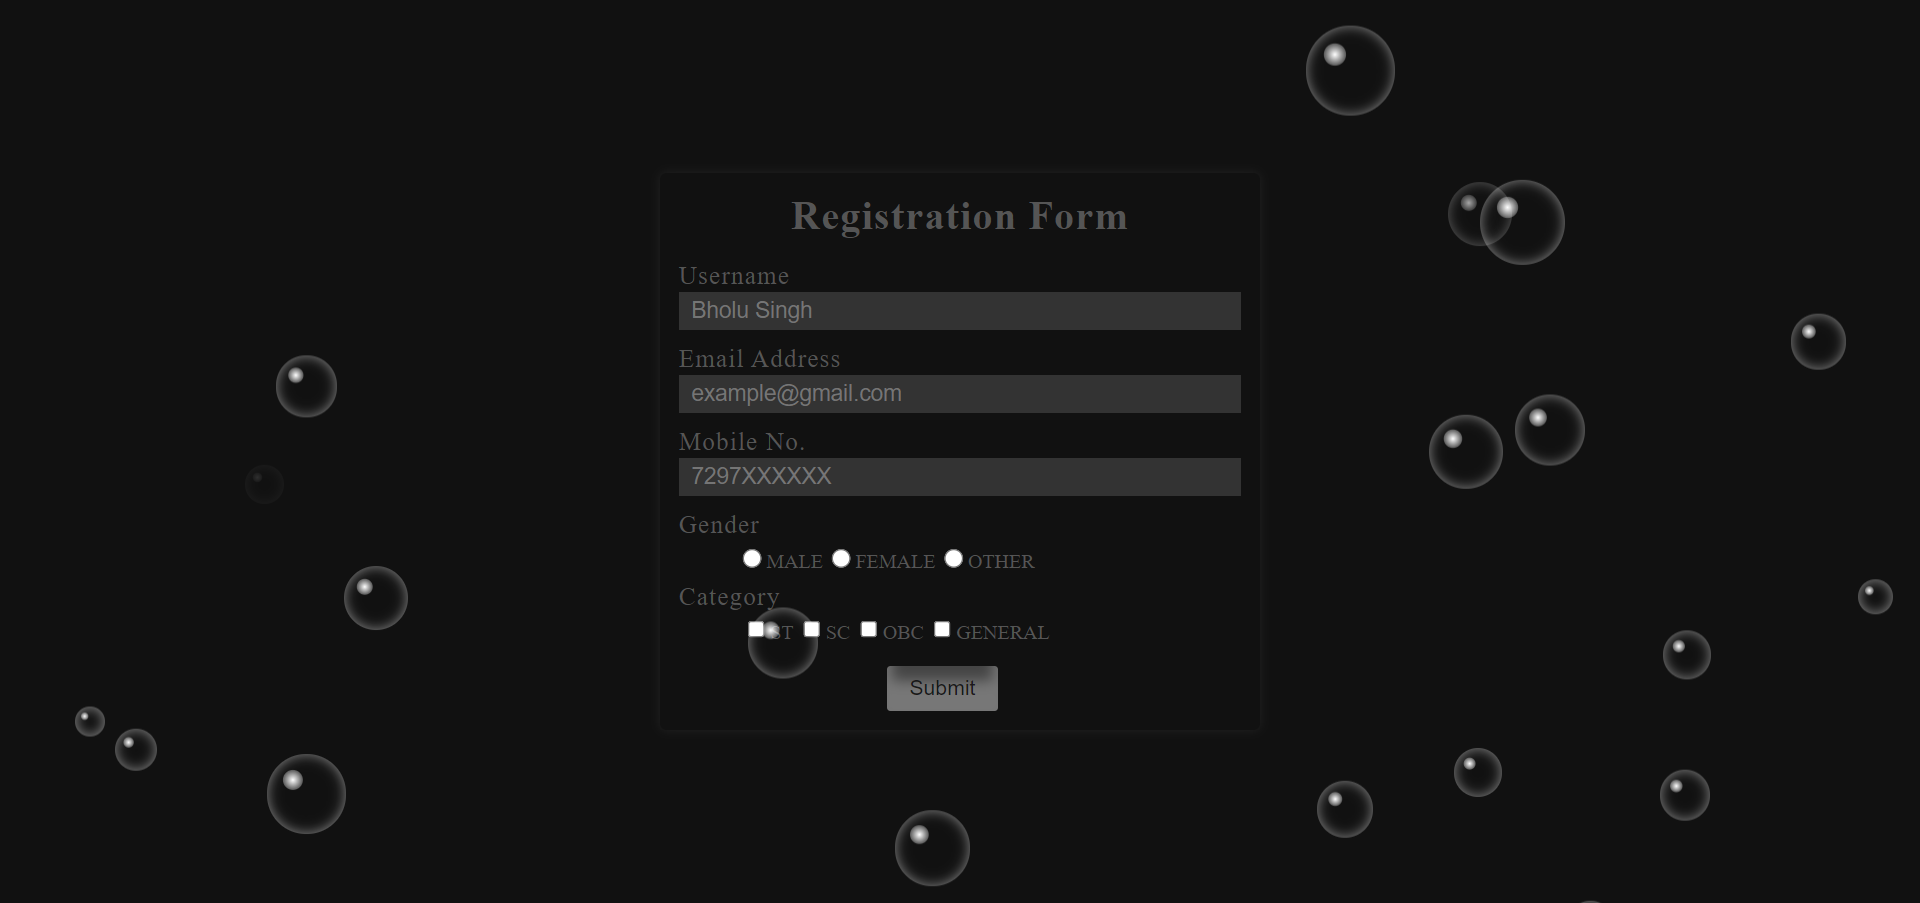 Registration Form
Username
Bholu Singh
Email Address
example@gmail.com
Mobile No.
7297XXXXXX
Gender
MALE FEMALE OTHER
Category
ST SC OBC GENERAL
Submit